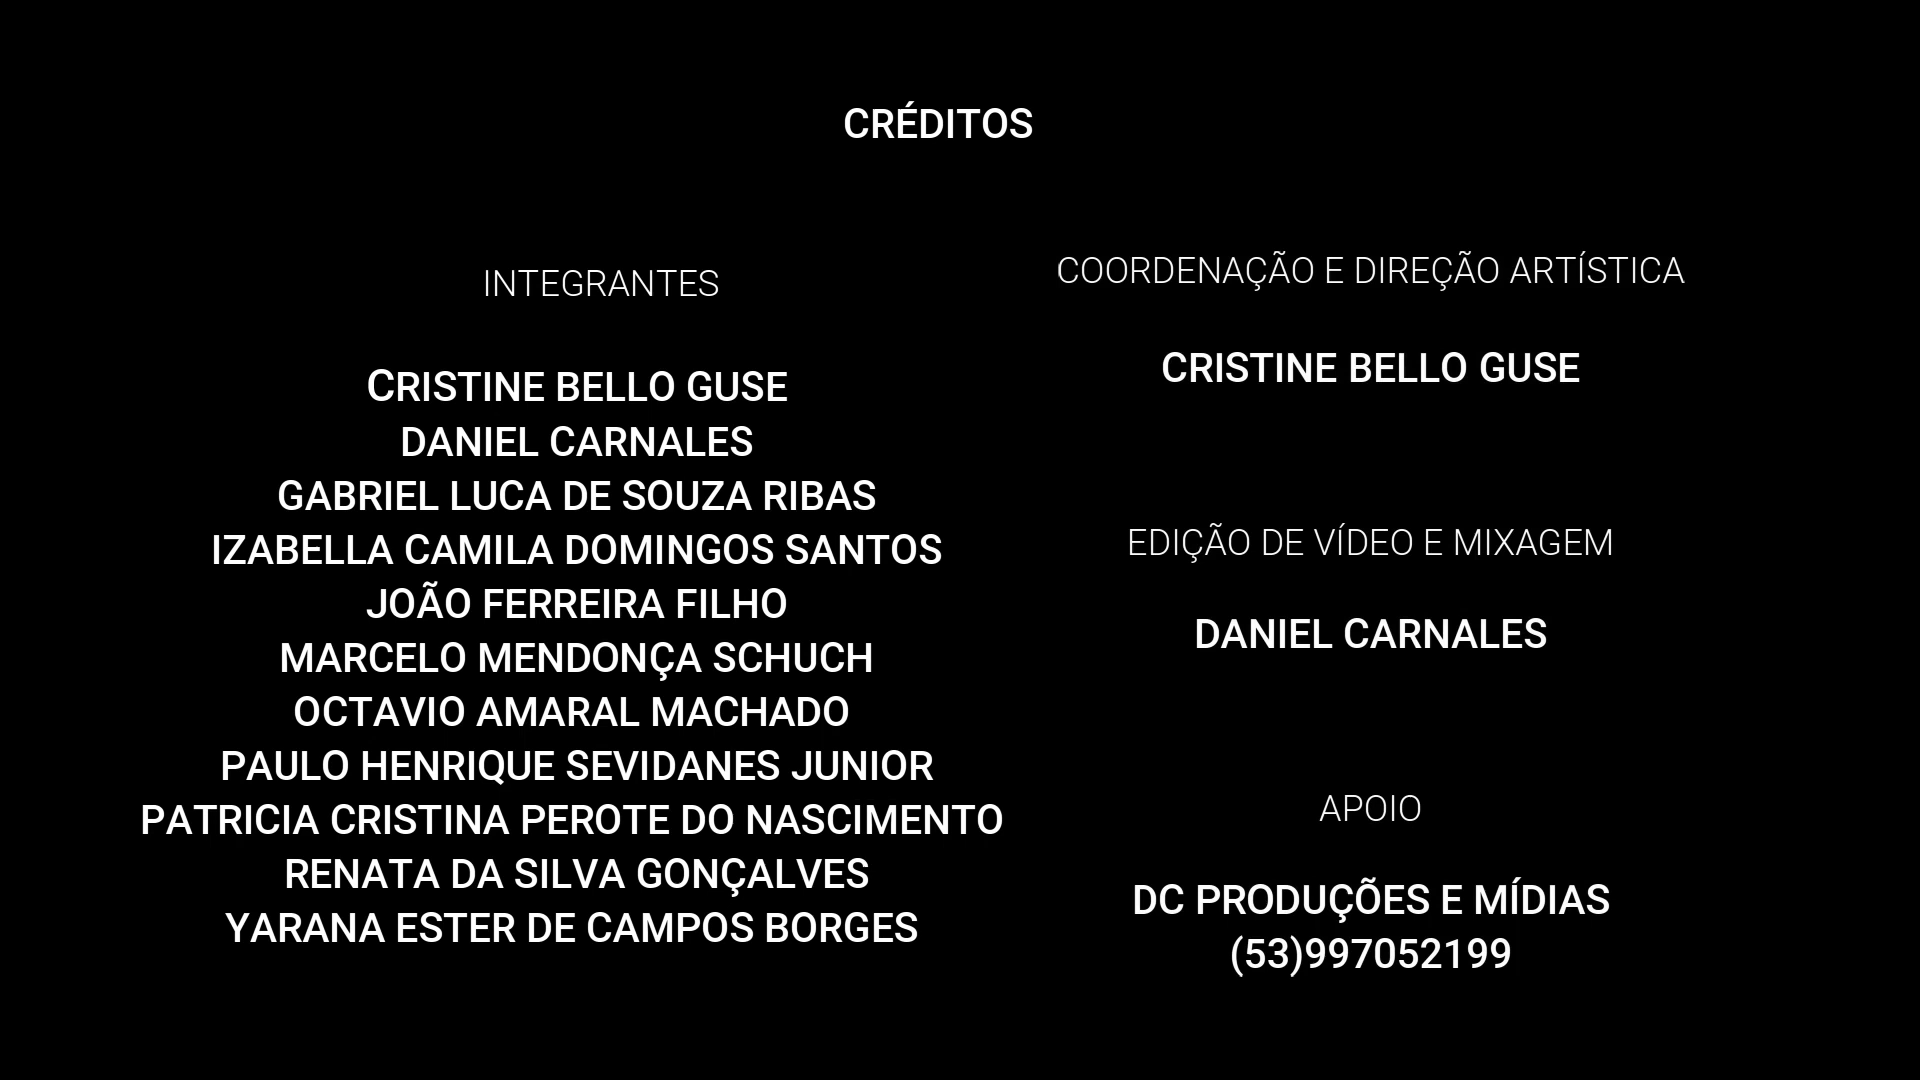 CRÉDITOS
INTEGRANTES
CRISTINE BELLO GUSE
DANIEL CARNALES
GABRIEL LUCA DE SOUZA RIBAS
IZABELLA CAMILA DOMINGOS SANTOS
JOÃO FERREIRA FILHO
MARCELO MENDONÇA SCHUCH
OCTAVIO AMARAL MACHADO
PAULO HENRIQUE SEVIDANES JUNIOR
PATRICIA CRISTINA PEROTE DO NASCIMENTO
RENATA DA SILVA GONÇALVES
YARANA ESTER DE CAMPOS BORGES
COORDENAÇÃO E DIREÇÃO ARTÍSTICA
CRISTINE BELLO GUSE
EDIÇÃO DE VÍDEO E MIXAGEM
DANIEL CARNALES
APOIO
DC PRODUÇÕES E MÍDIAS
(53)997052199